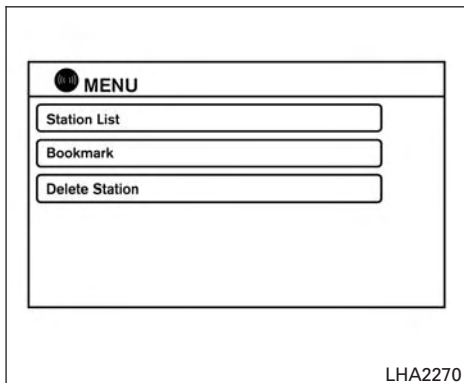 MENU
Station List
Bookmark
Delete Station
LHA2270